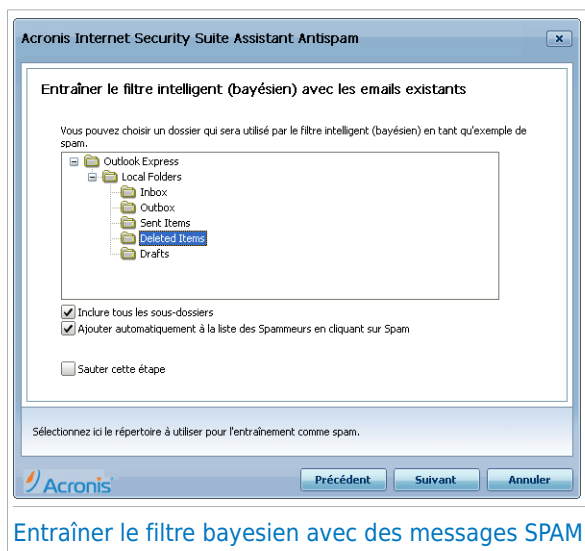 Acronis Internet Security Suite Assistant Antispam
Entraîner le filtre intelligent (bayésien) avec les emails existants
Vous pouvez choisir un dossier qui sera utilisé par le filtre intelligent (bayésien) en tant qu'exemple de
spam.
Outlook Express
Local Folders
Inbox
Outbox
Sent Items
Deleted Items
Drafts
Inclure tous les sous-dossiers
Ajouter automatiquement à la liste des Spammeurs en cliquant sur Spam
Sauter cette étape
Sélectionnez ici le répertoire à utiliser pour l'entraînement comme spam.
Acronis
Précédent
Suivant
Annuler
Entraîner le filtre bayesien avec des messages SPAM